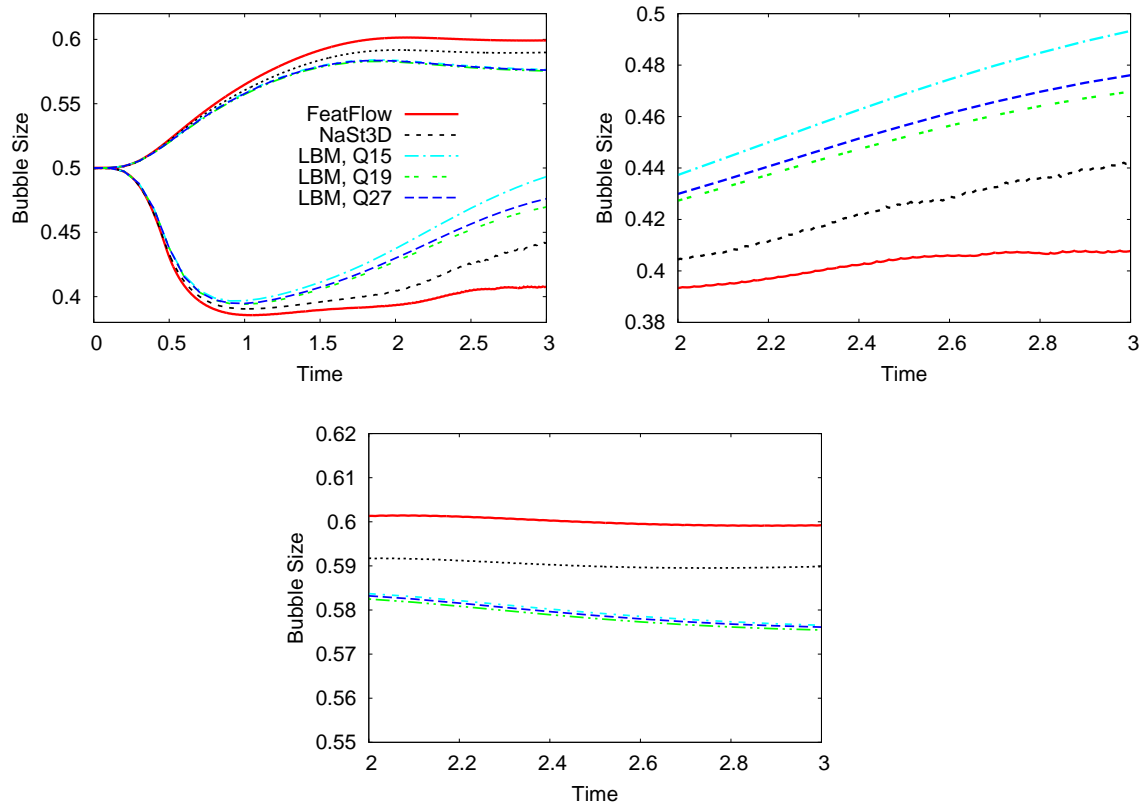 0.6
0.55
0.5
0.45
0.4
Bubble Size
FeatFlow
NaSt3D
LBM, Q15
LBM, Q19
LBM, Q27
0 0.5 1 1.5 2 2.5 3
Time
0.5
0.48
0.46
0.44
0.42
0.4
0.38
Bubble Size
2 2.2 2.4 2.6 2.8 3
Time
0.62
0.61
0.6
0.59
0.58
0.57
0.56
0.55
Bubble Size
2 2.2 2.4 2.6 2.8 3
Time